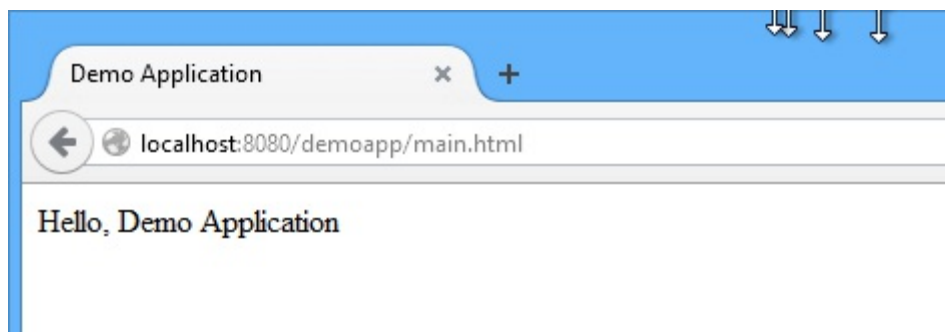 Demo Application
localhost:8080/demoapp/main.html
Hello, Demo Application